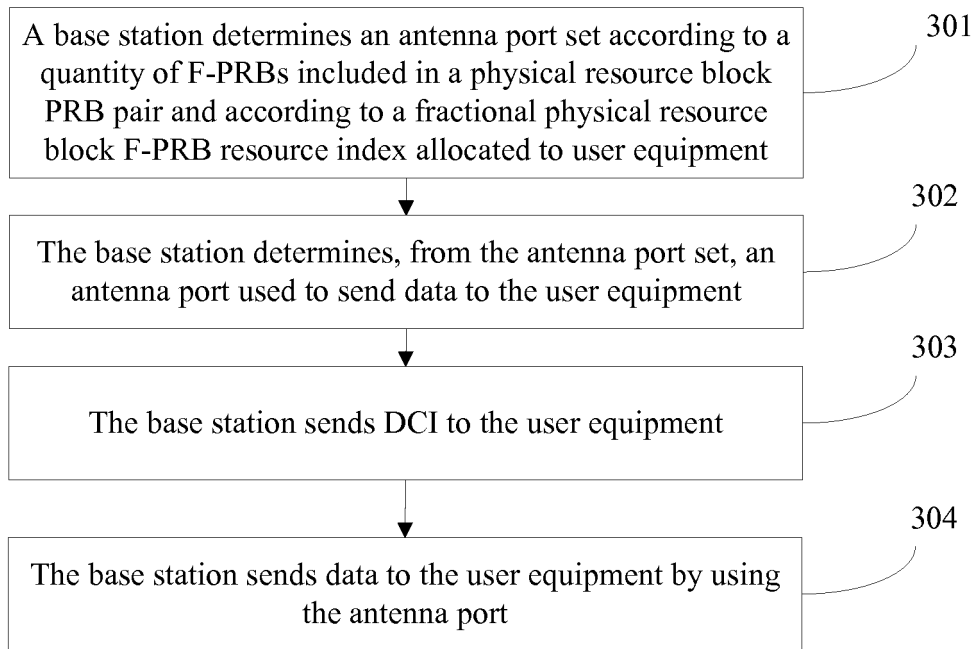 A base station determines an antenna port set according to a
quantity of F-PRBs included in a physical resource block
PRB pair and according to a fractional physical resource
block F-PRB resource index allocated to user equipment
301
The base station determines, from the antenna port set, an
antenna port used to send data to the user equipment
302
The base station sends DCI to the user equipment
303
The base station sends data to the user equipment by using
the antenna port
304